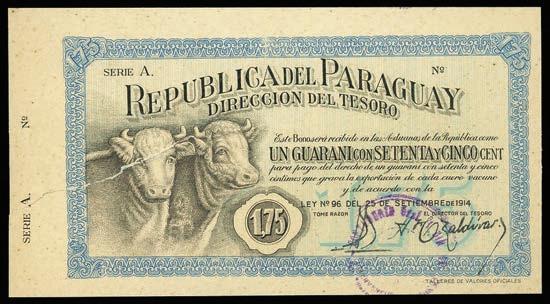 175
175
SERIE A.
Nº
REPUBLICA DEL PARAGUAY
DIRECCION DEL TESORO
Este Bono será recibido en las Aduanas de la República como
UN GUARANI CON SETENTA Y CINCO CENT
para pago del derecho de un guaraní con setenta y cinco
céntimos que grava la exportación de cada cuero vacuno
y de acuerdo con la
LEY Nº 96 DEL 25 DE SETIEMBRE DE 1914
TOME RAZON
EL DIRECTOR DEL TESORO
175
175
TALLERES DE VALORES OFICIALES
Nº
SERIE A.